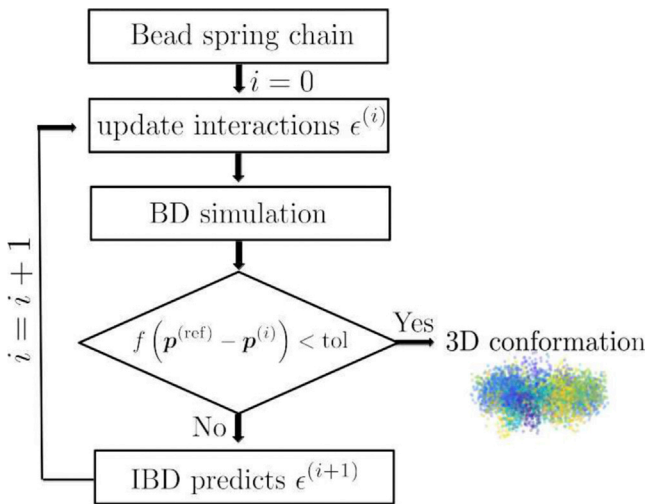 Bead spring chain
i = 0
update interactions ϵ^(i)
BD simulation
i = i + 1
f (p^(ref) − p^(i)) < tol
Yes
3D conformation
No
IBD predicts ϵ^(i+1)